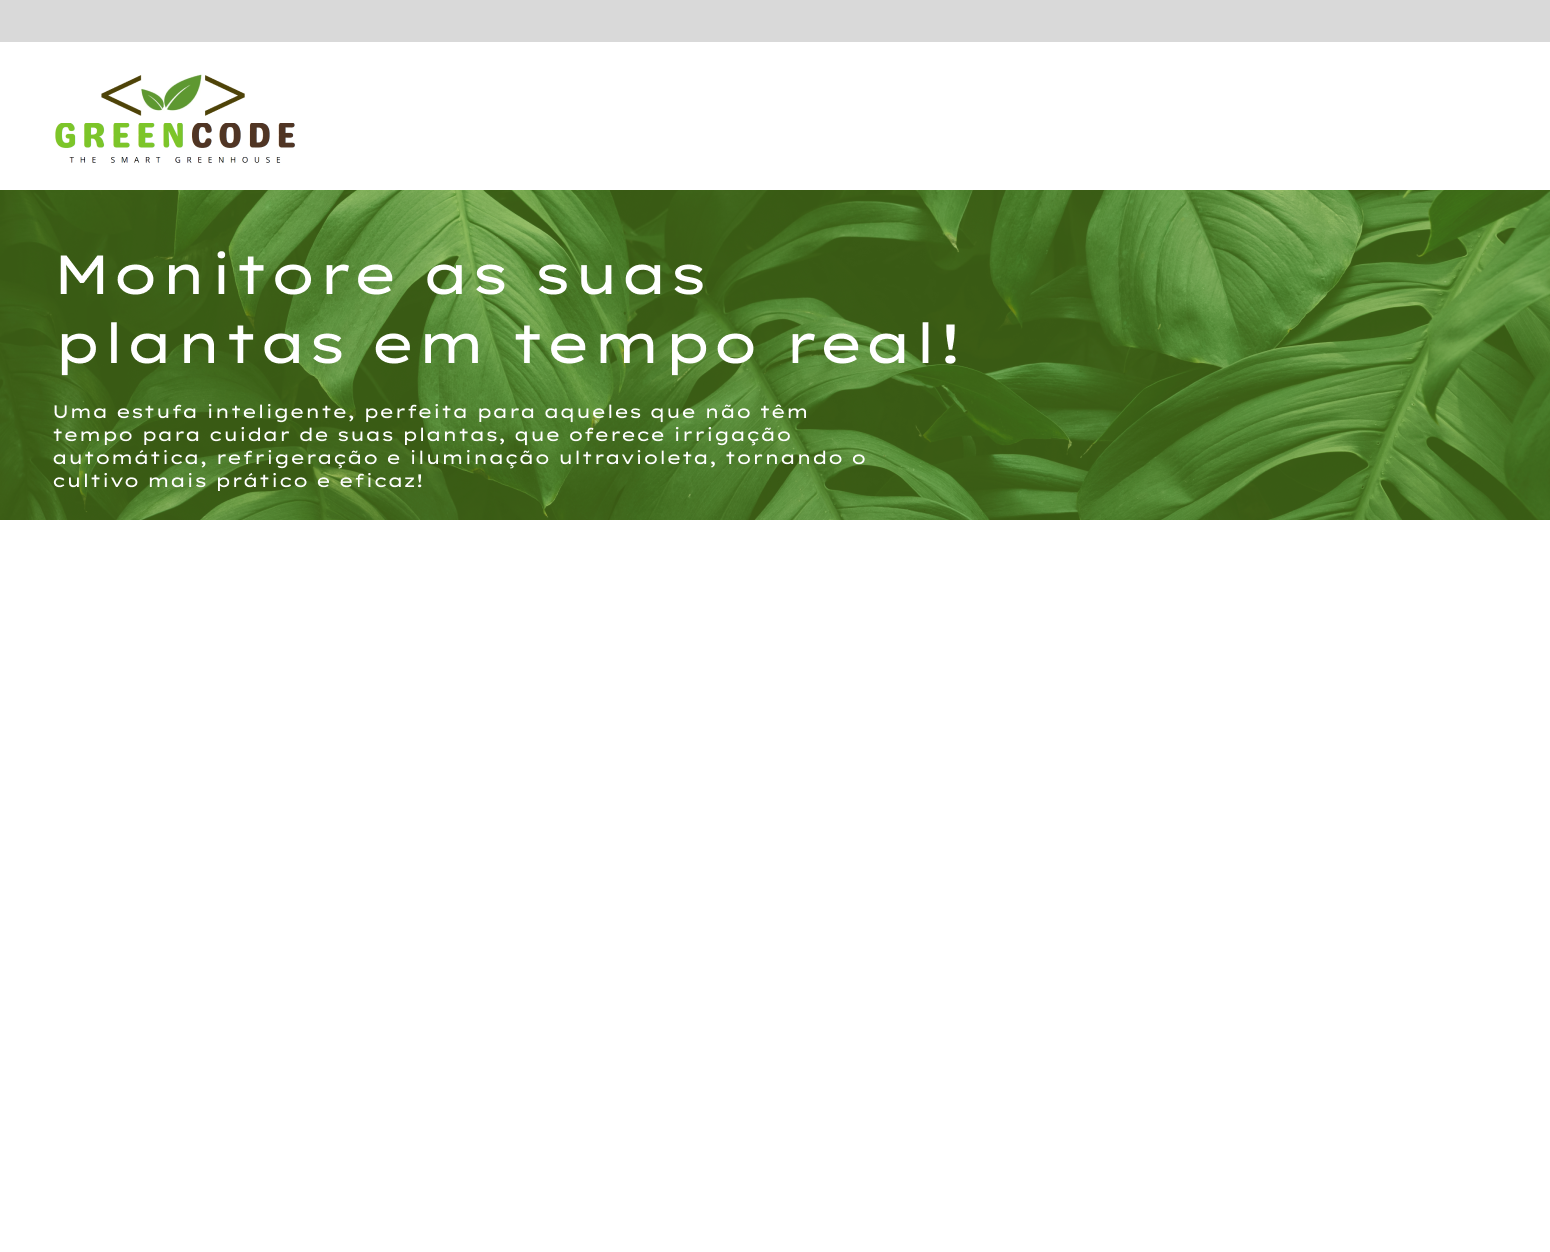 GREENCODE
THE SMART GREENHOUSE
Monitore as suas
plantas em tempo real!
Uma estufa inteligente, perfeita para aqueles que não têm
tempo para cuidar de suas plantas, que oferece irrigação
automática, refrigeração e iluminação ultravioleta, tornando o
cultivo mais prático e eficaz!